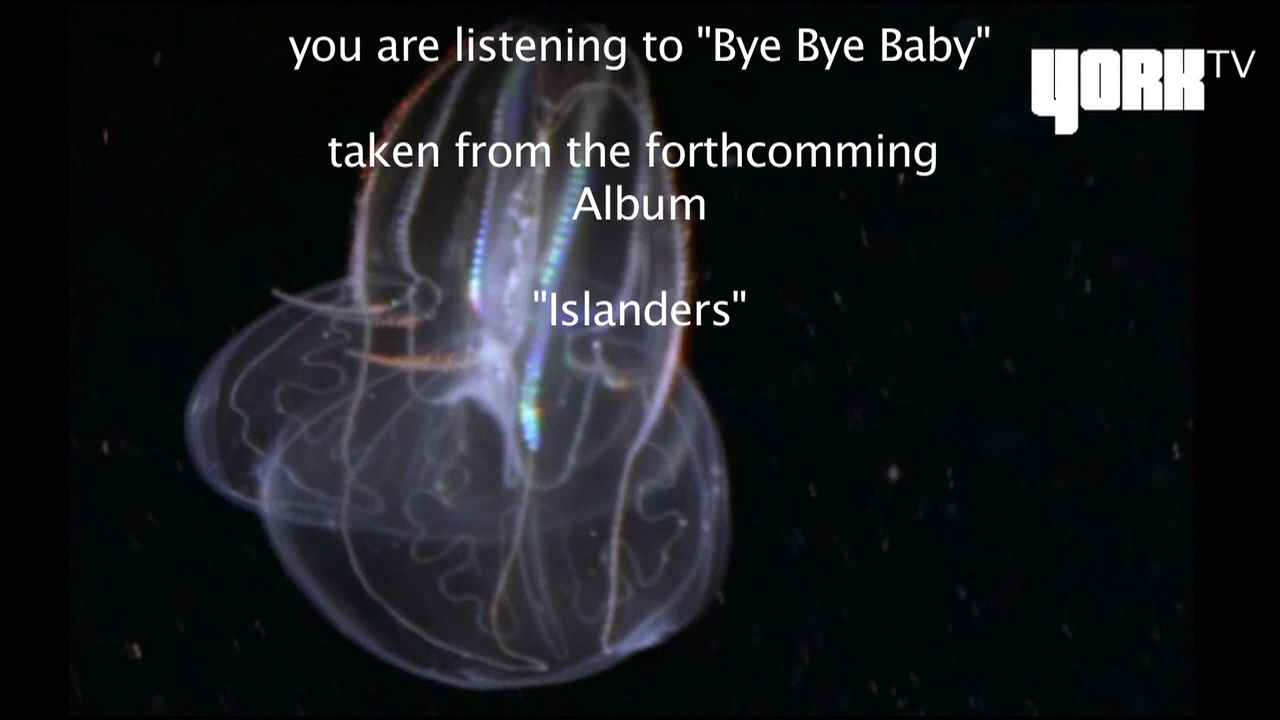 you are listening to "Bye Bye Baby"
YORK TV
taken from the forthcomming
Album
"Islanders"